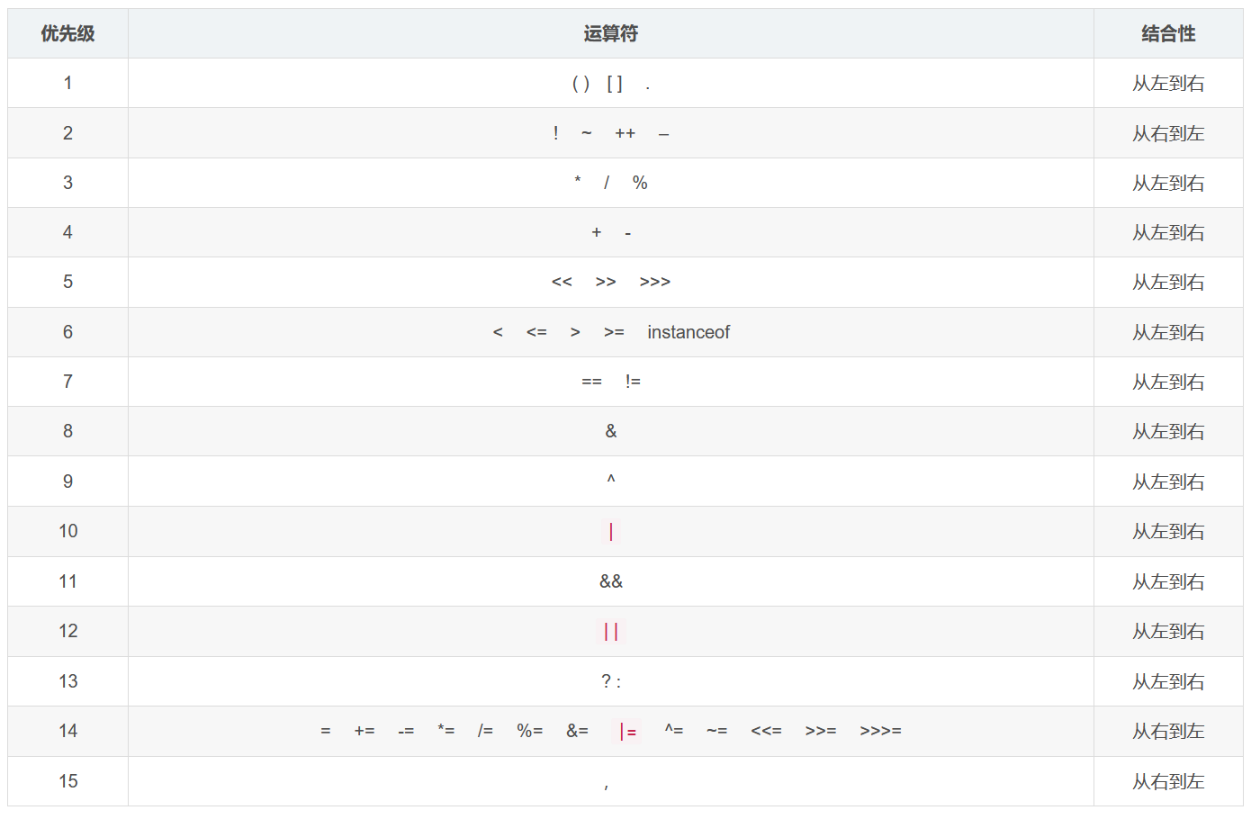 优先级 运算符 结合性
1 ( ) [ ] . 从左到右
2 ! ~ ++ – 从右到左
3 * / % 从左到右
4 + - 从左到右
5 << >> >>> 从左到右
6 < <= > >= instanceof 从左到右
7 == != 从左到右
8 & 从左到右
9 ^ 从左到右
10 | 从左到右
11 && 从左到右
12 || 从左到右
13 ? : 从左到右
14 = += -= *= /= %= &= |= ^= ~= <<= >>= >>>= 从右到左
15 , 从右到左